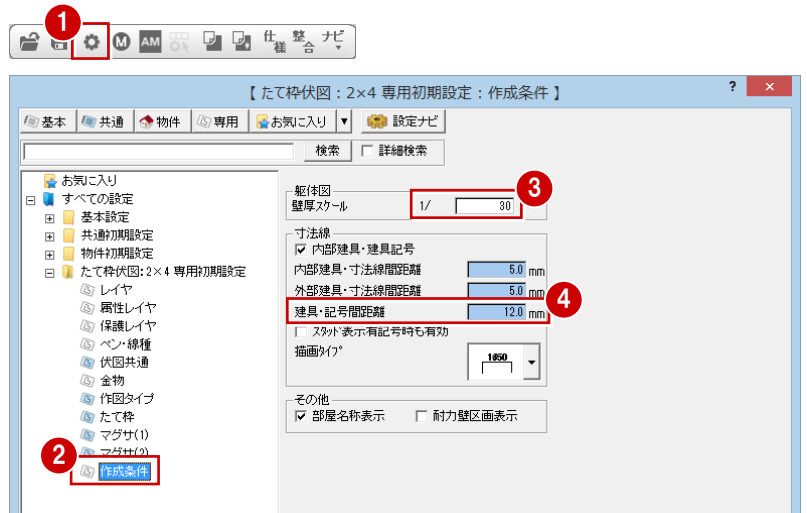 1
M AM 仕様 整合 ナビ
【 たて枠伏図：2×4 専用初期設定：作成条件 】 ? ×
基本 共通 物件 専用 お気に入り ▼ 設定ナビ
検索 詳細検索
お気に入り
すべての設定
基本設定
共通初期設定
物件初期設定
たて枠伏図:2×4 専用初期設定
レイヤ
属性レイヤ
保護レイヤ
ペン・線種
伏図共通
金物
作図タイプ
たて枠
マグサ(1)
マグサ(2)
2
作成条件
躯体図
3
壁厚スケール 1/ 30
寸法線
内部建具・建具記号
内部建具・寸法線間距離 5.0 mm
外部建具・寸法線間距離 5.0 mm
4
建具・記号間距離 12.0 mm
スタッド表示有記号時も有効
描画タイプ 1850
その他
部屋名称表示 耐力壁区画表示